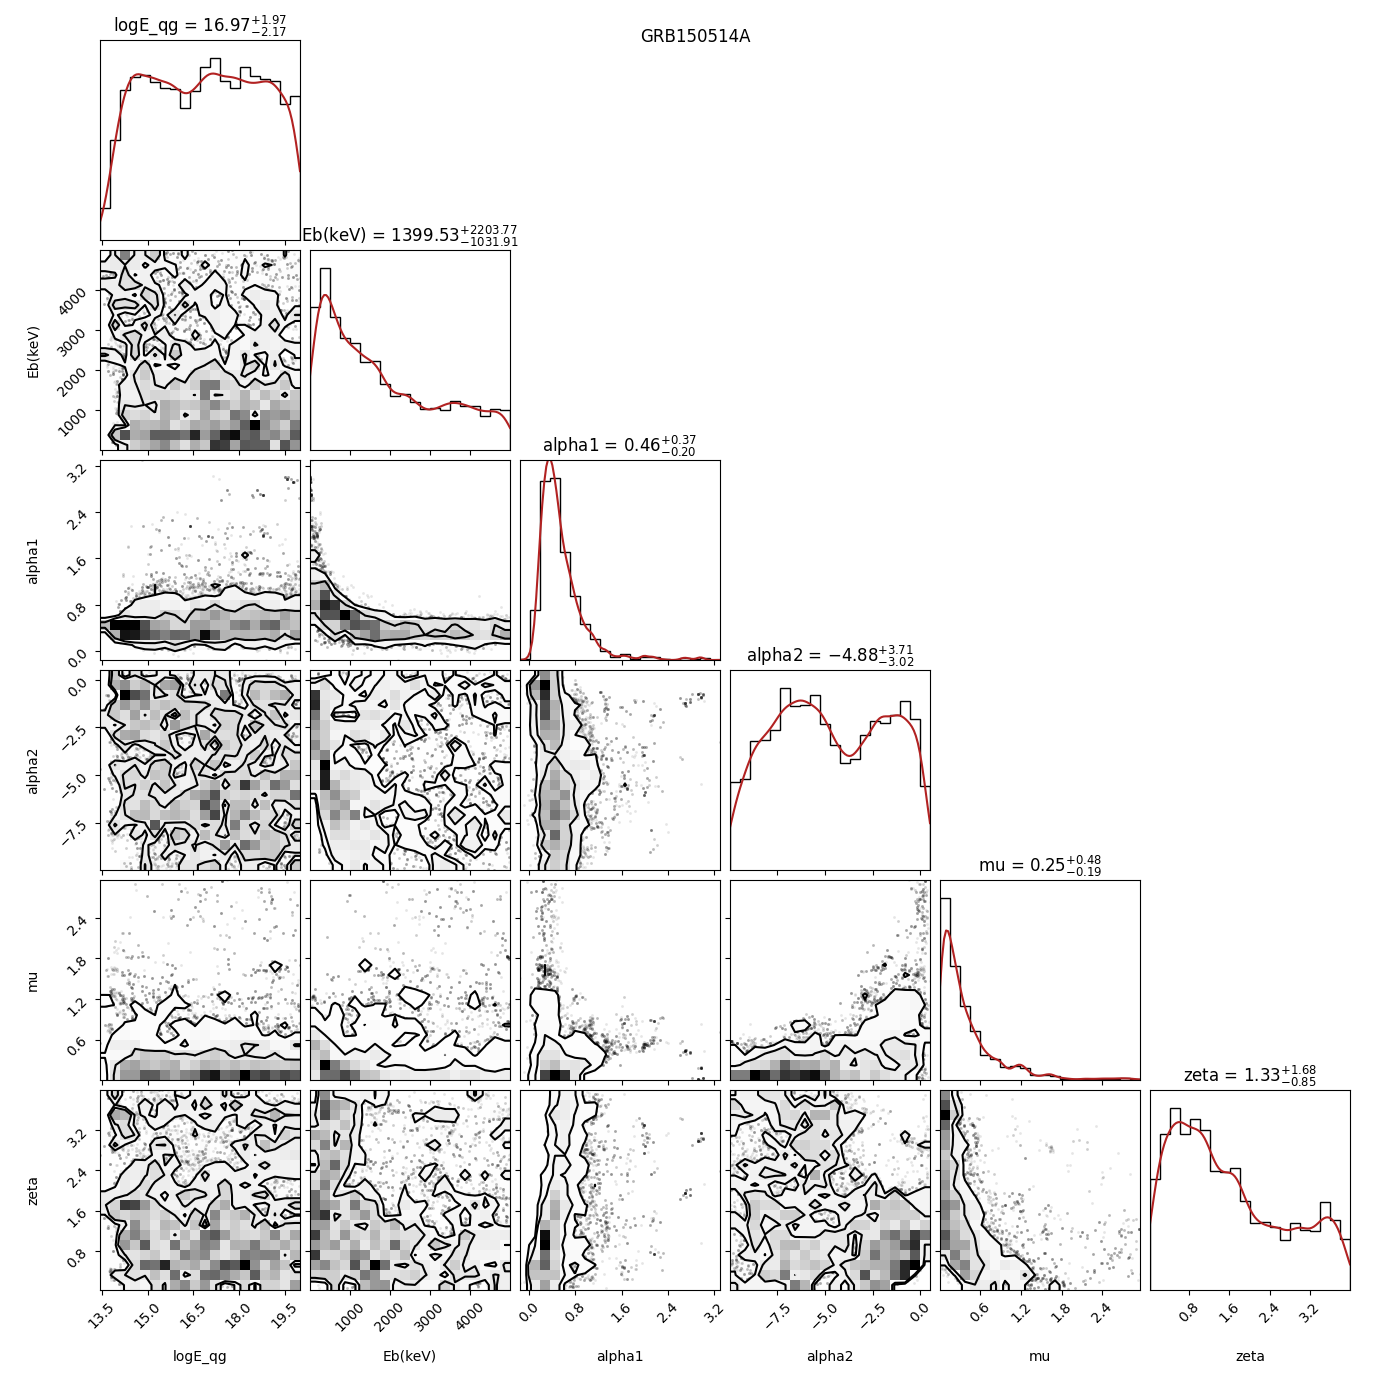 logE_qg = 16.97+1.97−2.17
GRB150514A
Eb(keV) = 1399.53+2203.77−1031.91
4000
3000
2000
1000
Eb(keV)
alpha1 = 0.46+0.37−0.20
3.2
2.4
1.6
0.8
0.0
alpha1
alpha2 = −4.88+3.71−3.02
0.0
−2.5
−5.0
−7.5
alpha2
mu = 0.25+0.48−0.19
2.4
1.8
1.2
0.6
mu
zeta = 1.33+1.68−0.85
3.2
2.4
1.6
0.8
zeta
13.5 15.0 16.5 18.0 19.5 1000 2000 3000 4000 0.0 0.8 1.6 2.4 3.2 −7.5 −5.0 −2.5 0.0 0.6 1.2 1.8 2.4 0.8 1.6 2.4 3.2
logE_qg Eb(keV) alpha1 alpha2 mu zeta